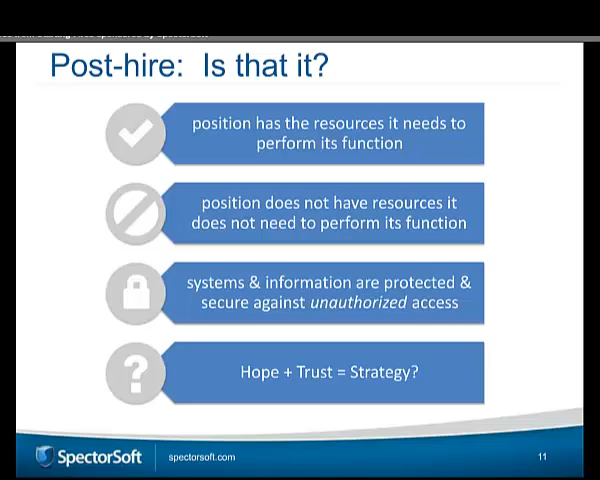 Post-hire: Is that it?
position has the resources it needs to
perform its function
position does not have resources it
does not need to perform its function
systems & information are protected &
secure against unauthorized access
?
Hope + Trust = Strategy?
SpectorSoft
spectorsoft.com
11